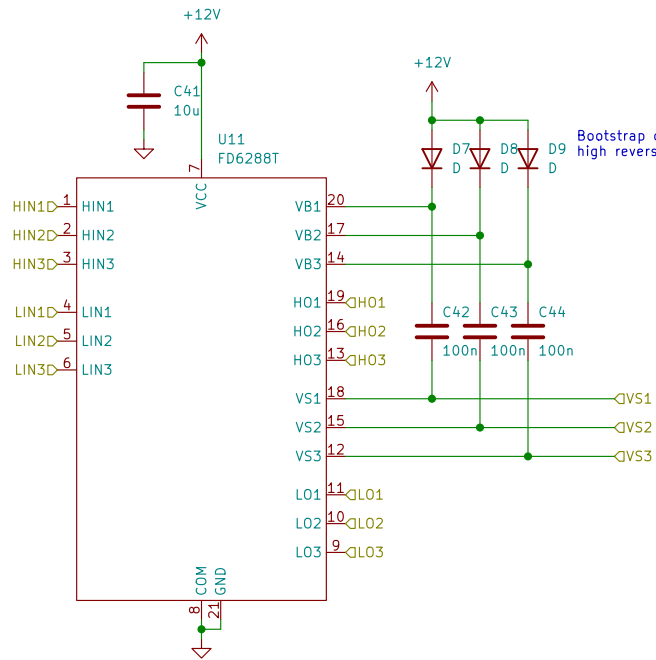 +12V
+12V
C41
10u
U11
FD6288T
D7
D
D8
D
D9
D
Bootstrap
high revers
7
VCC
HIN1 1 HIN1
HIN2 2 HIN2
HIN3 3 HIN3
LIN1 4 LIN1
LIN2 5 LIN2
LIN3 6 LIN3
VB1 20
VB2 17
VB3 14
HO1 19 HO1
HO2 16 HO2
HO3 13 HO3
C42
100n
C43
100n
C44
100n
VS1 18 VS1
VS2 15 VS2
VS3 12 VS3
LO1 11 LO1
LO2 10 LO2
LO3 9 LO3
COM
8
GND
21